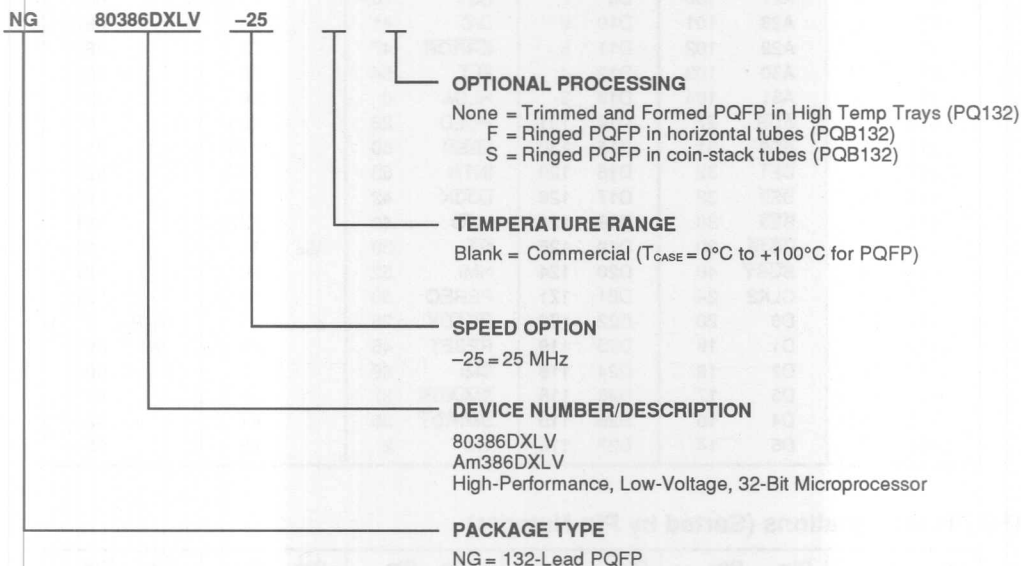 NG 80386DXLV –25
OPTIONAL PROCESSING
None = Trimmed and Formed PQFP in High Temp Trays (PQ132)
F = Ringed PQFP in horizontal tubes (PQB132)
S = Ringed PQFP in coin-stack tubes (PQB132)
TEMPERATURE RANGE
Blank = Commercial (TCASE = 0°C to +100°C for PQFP)
SPEED OPTION
–25 = 25 MHz
DEVICE NUMBER/DESCRIPTION
80386DXLV
Am386DXLV
High-Performance, Low-Voltage, 32-Bit Microprocessor
PACKAGE TYPE
NG = 132-Lead PQFP